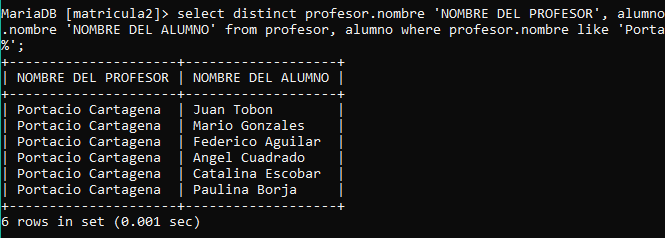 MariaDB [matricula2]> select distinct profesor.nombre 'NOMBRE DEL PROFESOR', alumno
.nombre 'NOMBRE DEL ALUMNO' from profesor, alumno where profesor.nombre like 'Porta
%';
+---------------------+-------------------+
| NOMBRE DEL PROFESOR | NOMBRE DEL ALUMNO |
+---------------------+-------------------+
| Portacio Cartagena  | Juan Tobon        |
| Portacio Cartagena  | Mario Gonzales    |
| Portacio Cartagena  | Federico Aguilar  |
| Portacio Cartagena  | Angel Cuadrado    |
| Portacio Cartagena  | Catalina Escobar  |
| Portacio Cartagena  | Paulina Borja     |
+---------------------+-------------------+
6 rows in set (0.001 sec)